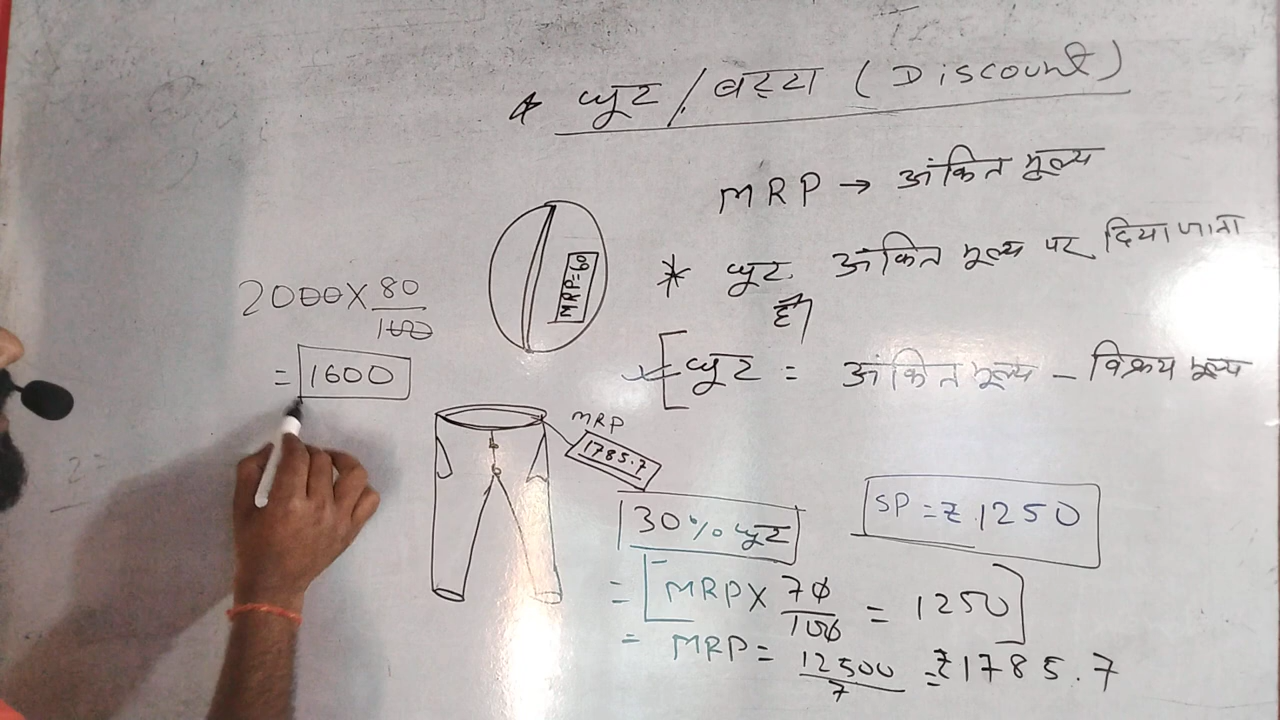 * छूट / बट्टा (Discount)
MRP → अंकित मूल्य
* छूट अंकित मूल्य पर दिया जाता
है।
छूट = अंकित मूल्य - विक्रय मूल्य
MRP=60
2000 X 80/100
= 1600
MRP
1785.7
30% छूट
SP = ₹ 1250
= [MRP X 70/100 = 1250]
= MRP = 12500/7 = ₹1785.7